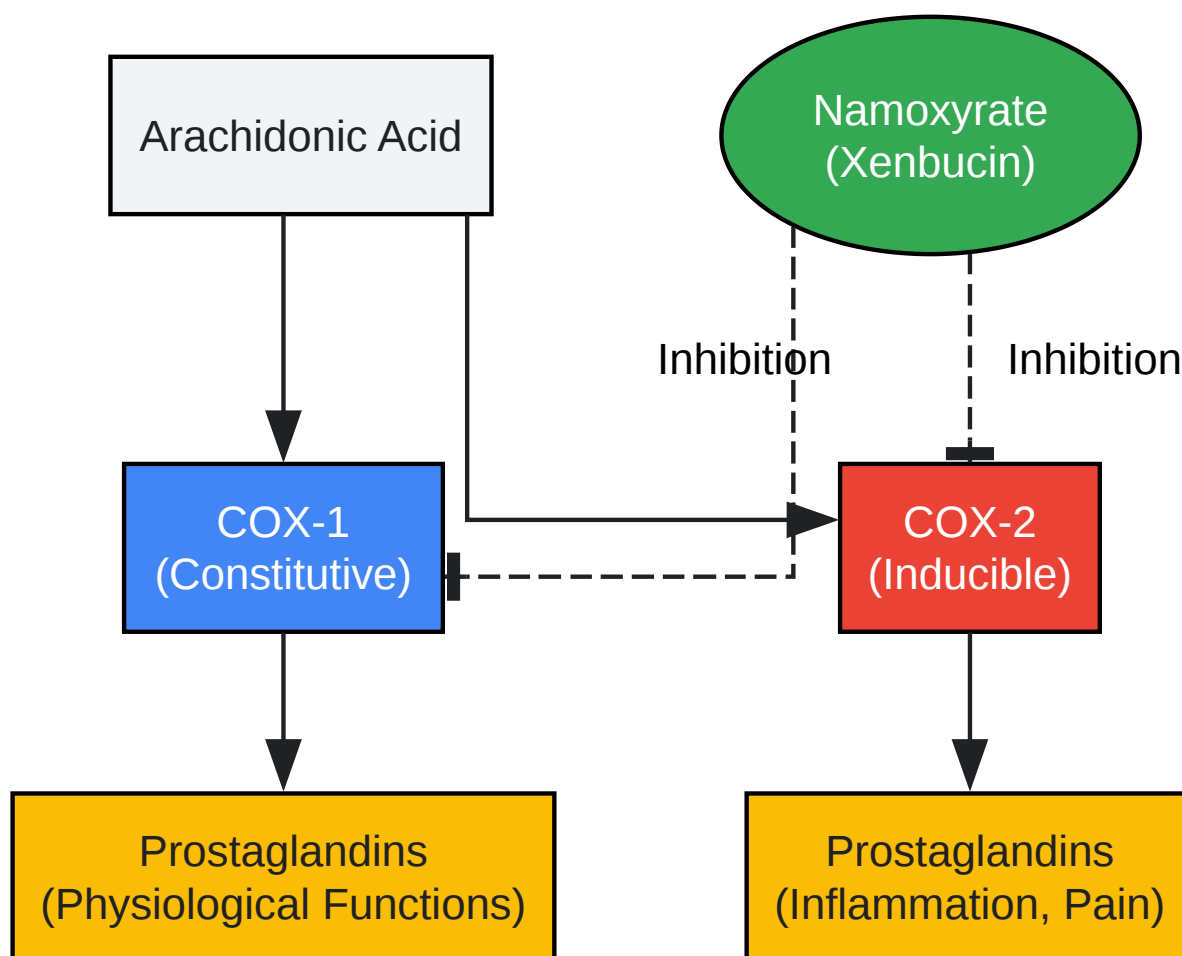 Arachidonic Acid
Namoxyrate
(Xenbucin)
Inhibition
Inhibition
COX-1
(Constitutive)
COX-2
(Inducible)
Prostaglandins
(Physiological Functions)
Prostaglandins
(Inflammation, Pain)